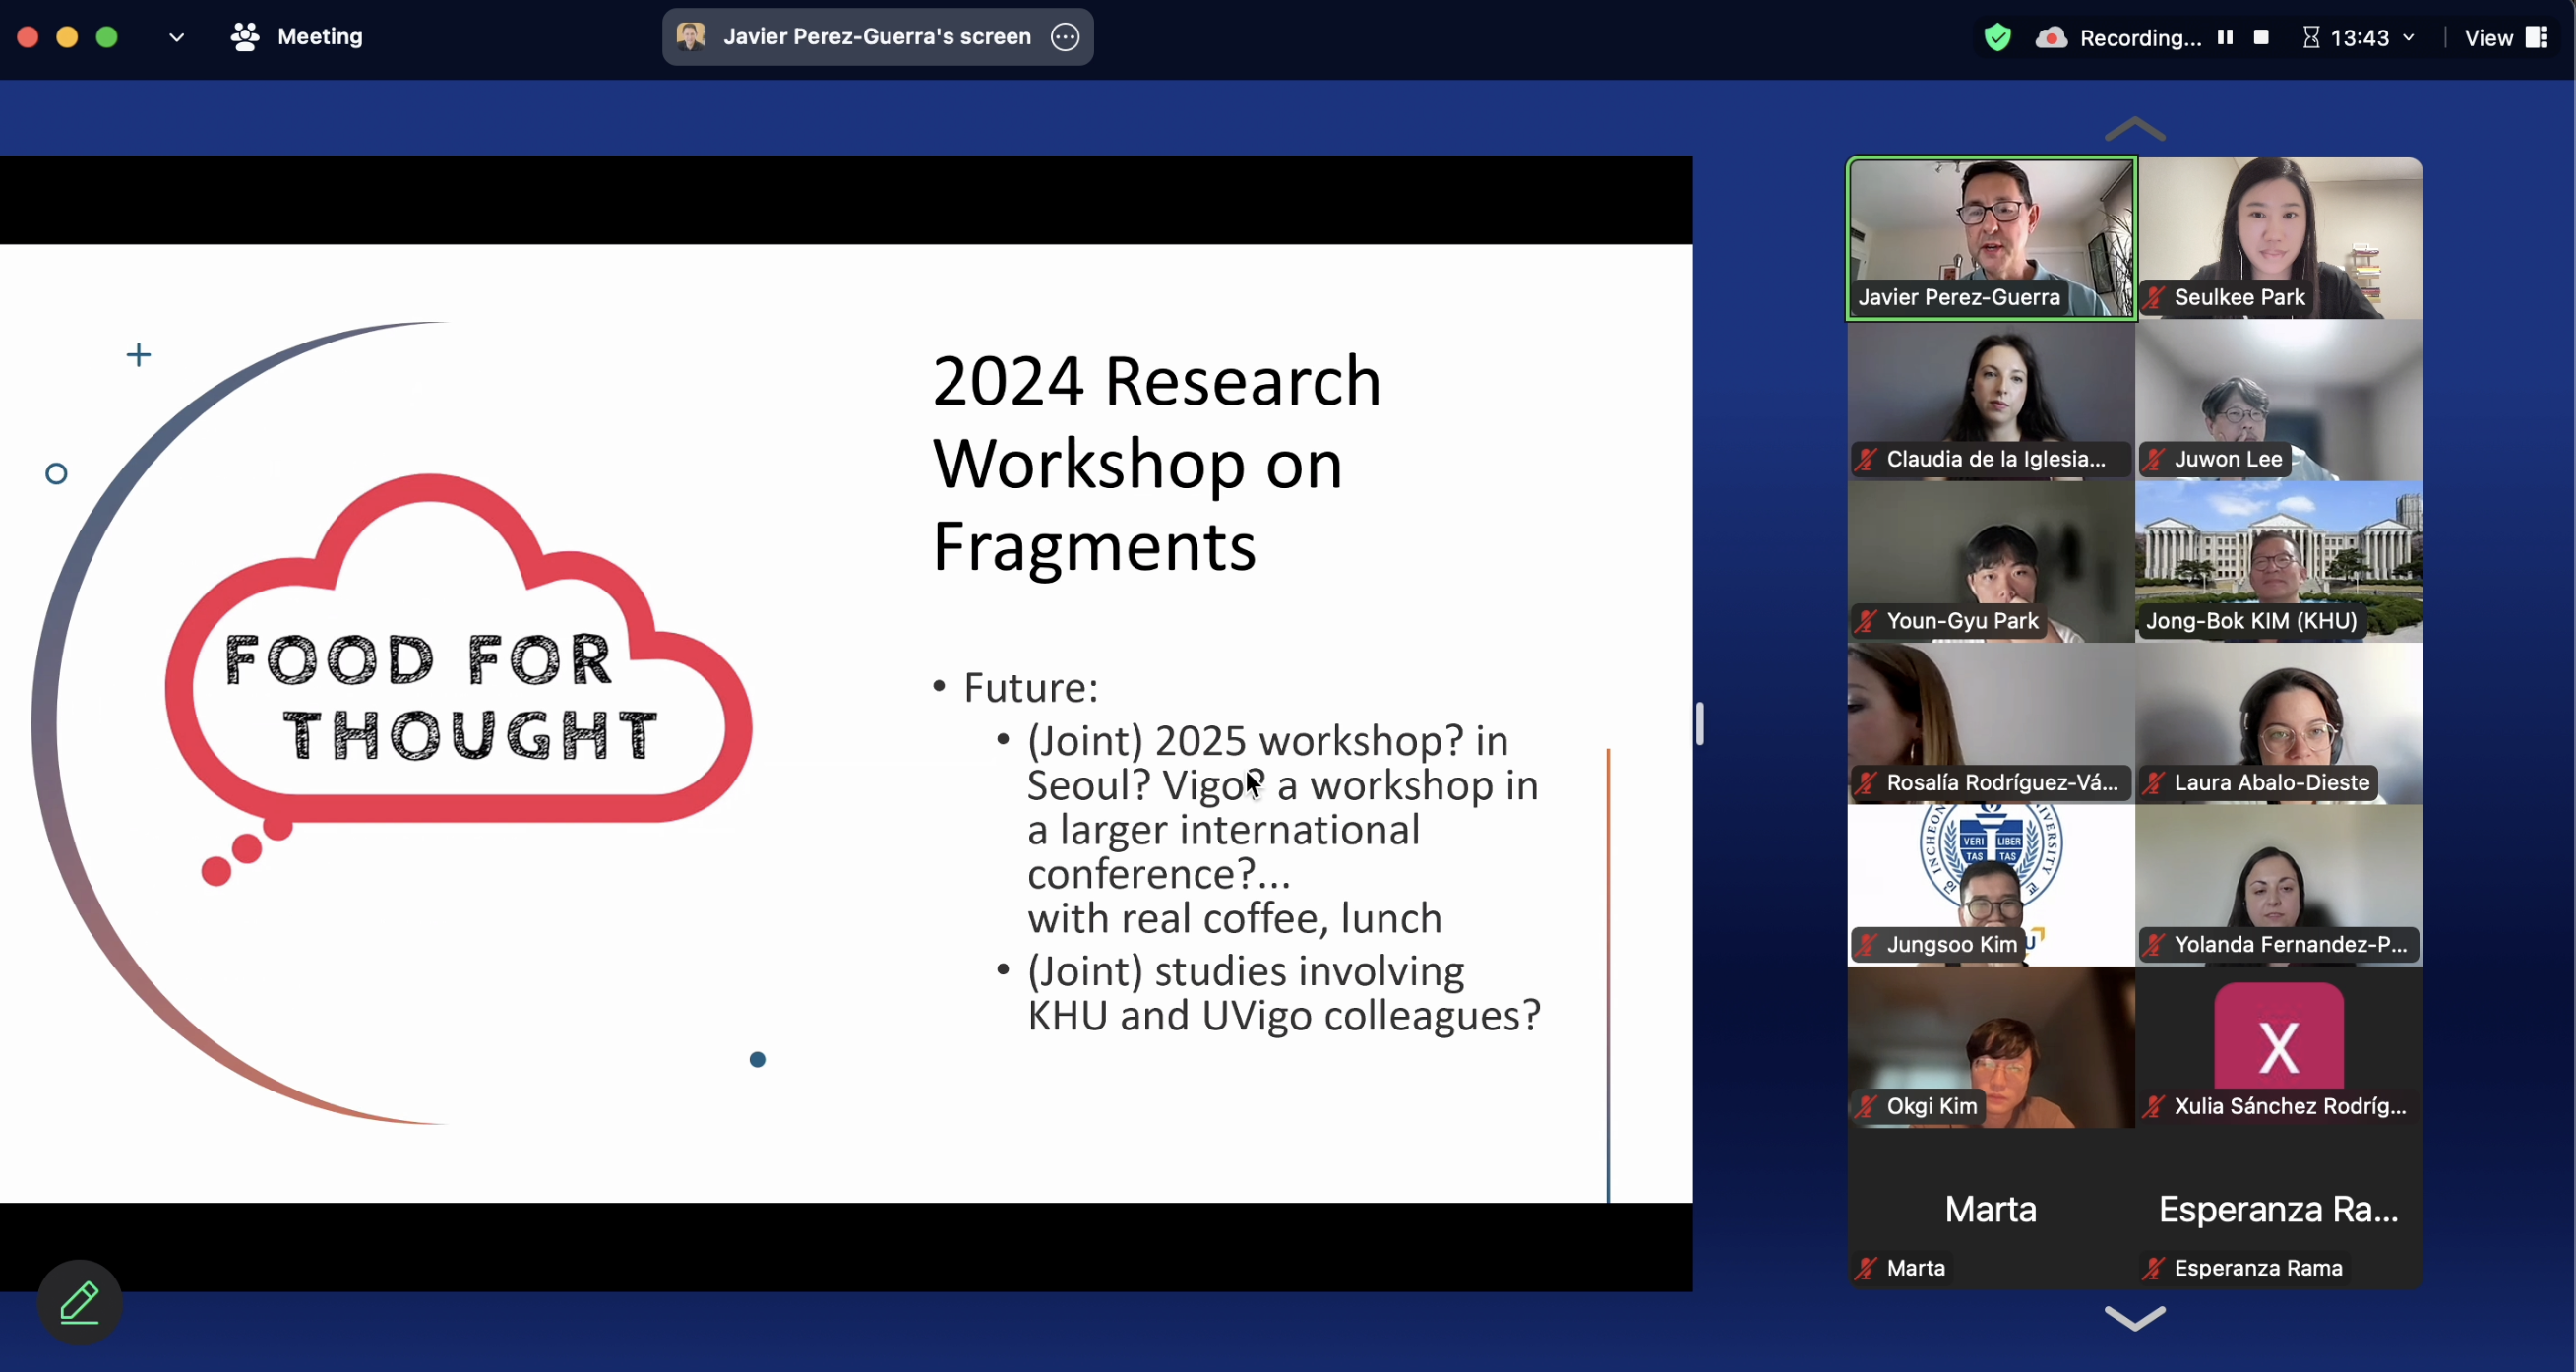 Meeting
Javier Perez-Guerra's screen
Recording...
13:43
View
2024 Research
Workshop on
Fragments
FOOD FOR
THOUGHT
• Future:
• (Joint) 2025 workshop? in
Seoul? Vigo? a workshop in
a larger international
conference?...
with real coffee, lunch
• (Joint) studies involving
KHU and UVigo colleagues?
Javier Perez-Guerra
Seulkee Park
Claudia de la Iglesia...
Juwon Lee
Youn-Gyu Park
Jong-Bok KIM (KHU)
Rosalía Rodríguez-Vá...
Laura Abalo-Dieste
VERI LIBER
TAS TAS
Jungsoo Kim
Yolanda Fernandez-P...
Okgi Kim
X
Xulia Sánchez Rodríg...
Marta
Esperanza Ra...
Marta
Esperanza Rama